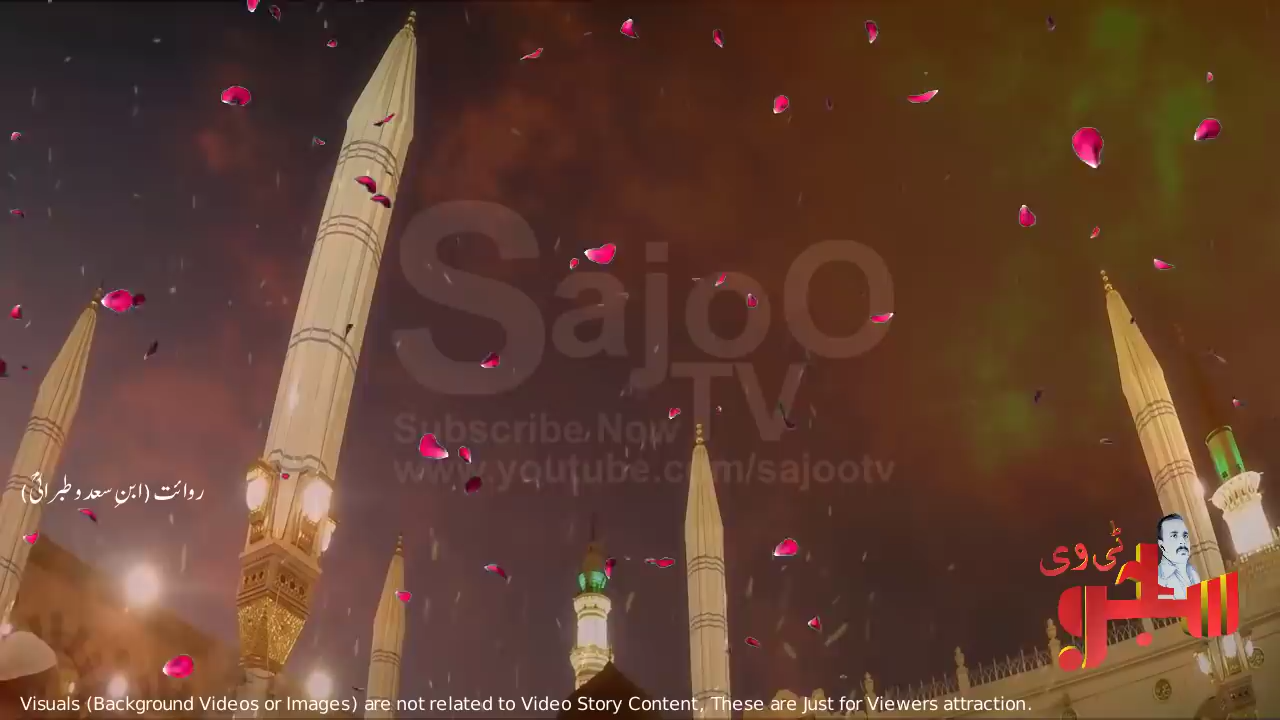 SajoO
TV
Subscribe Now
www.youtube.com/sajootv
روائت (ابنِ سعد و طبرانیؒ)
ٹی وی
سجو
Visuals (Background Videos or Images) are not related to Video Story Content, These are Just for Viewers attraction.